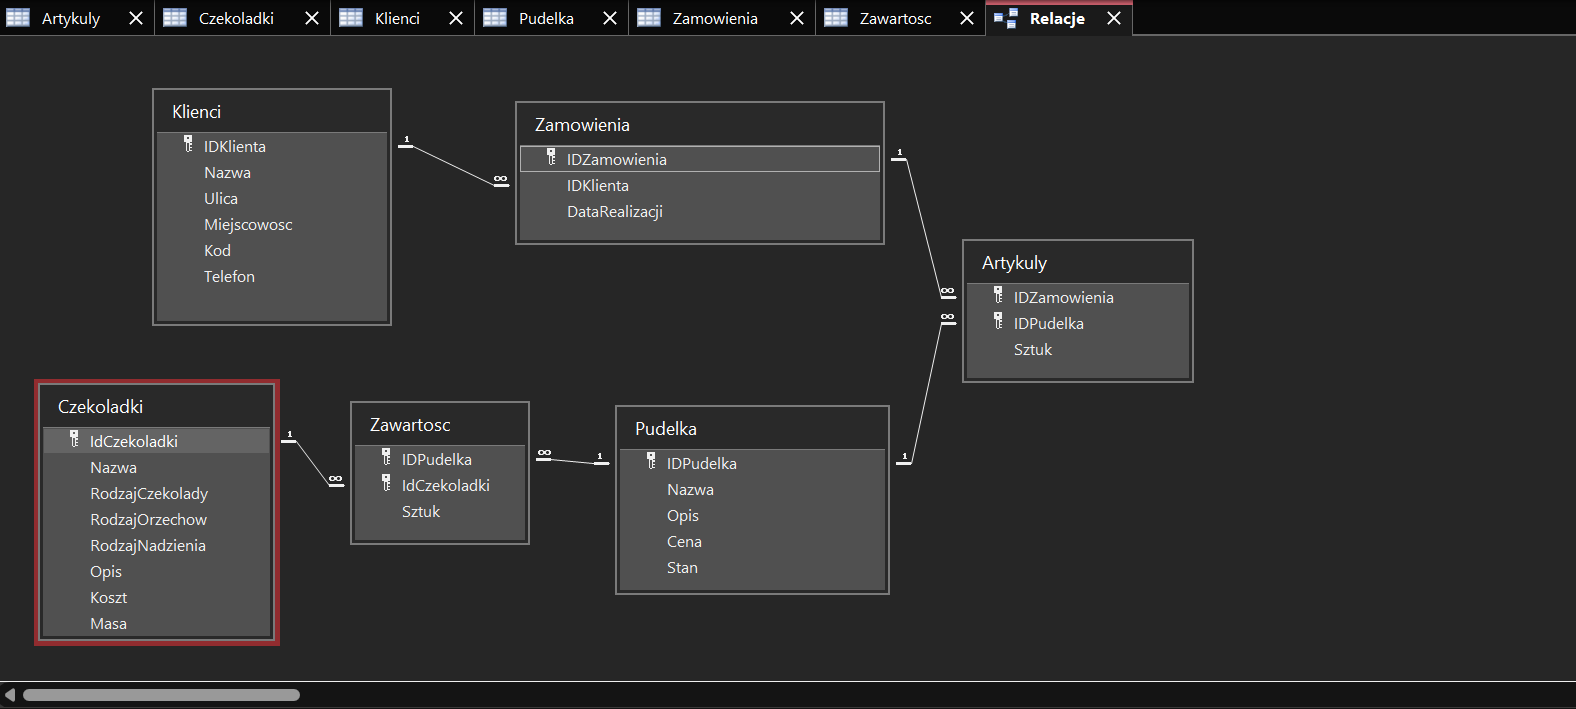 Artykuly
Czekoladki
Klienci
Pudelka
Zamowienia
Zawartosc
Relacje
Klienci
IDKlienta
Nazwa
Ulica
Miejscowosc
Kod
Telefon
1
∞
Zamowienia
IDZamowienia
IDKlienta
DataRealizacji
1
∞
∞
Artykuly
IDZamowienia
IDPudelka
Sztuk
Czekoladki
IdCzekoladki
Nazwa
RodzajCzekolady
RodzajOrzechow
RodzajNadzienia
Opis
Koszt
Masa
1
∞
Zawartosc
IDPudelka
IdCzekoladki
Sztuk
∞
1
Pudelka
IDPudelka
Nazwa
Opis
Cena
Stan
1